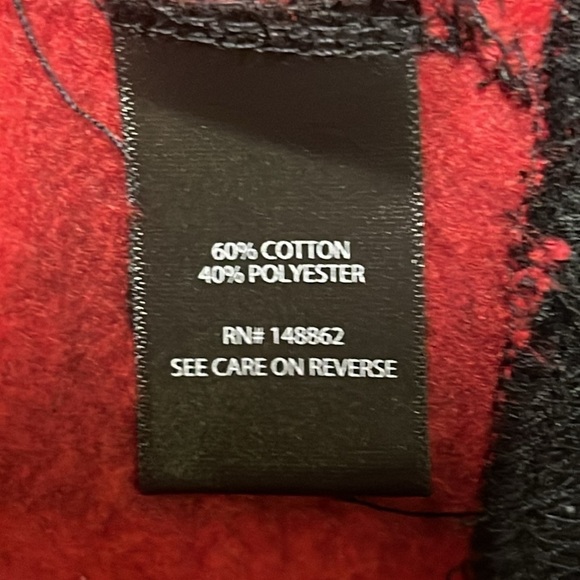 60% COTTON
40% POLYESTER
RN# 148862
SEE CARE ON REVERSE